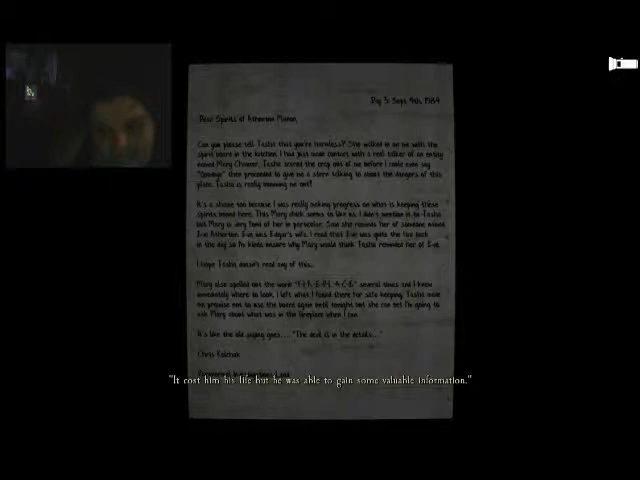 Day 3: Sept 9th, 1984
Dear Spirits of Atherton Manor,
Can you please tell Tasha that you're harmless? She walked in on me with the
spirit board in the kitchen. I had just made contact with a real talker of an entity
named Mary Chowner. Tasha scared the crap out of me before I could even say
"Goodbye" then proceeded to give me a stern talking to about the dangers of this
place. Tasha is really bumming me out!
It's a shame too because I was really making progress on what is keeping these
spirits bound here. This Mary chick seems to like us. I didn't mention it to Tasha
but Mary is very fond of her in particular. Said she reminds her of someone named
Eve Atherton. Eve was Edgar's wife. I read that Eve was quite the fox back
in the day so I'm kinda unsure why Mary would think Tasha reminded her of Eve.
I hope Tasha doesn't read any of this...
Mary also spelled out the word "F-I-R-E-P-L-A-C-E" several times and I knew
immediately where to look. I left what I found there for safe keeping. Tasha made
me promise not to use the board again until tonight but she can bet I'm going to
ask Mary about what was in the fireplace when I can.
It's like the old saying goes.... "The devil is in the details..."
Chris
Paranormal Investigations Lead
"It cost him his life but he was able to gain some valuable information."